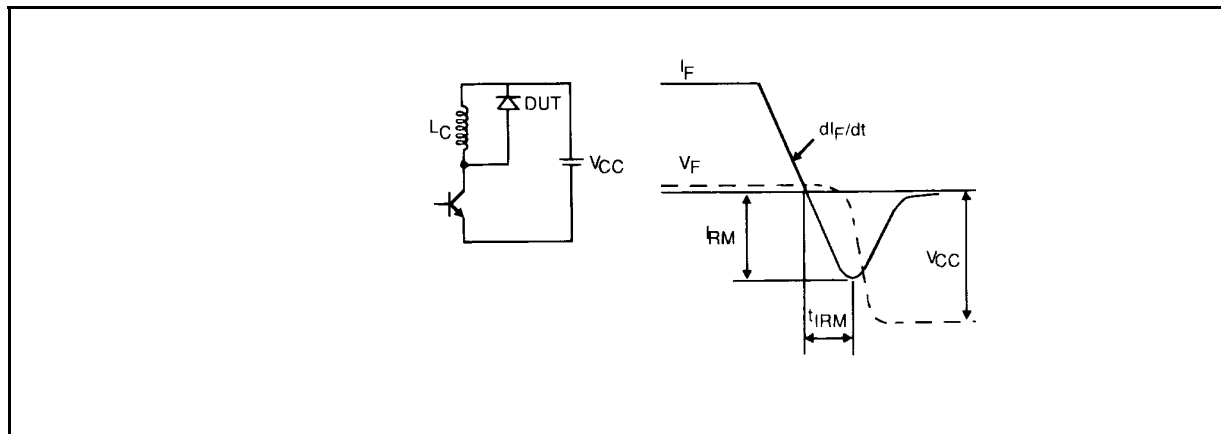 DUT
LC
VCC
IF
dIF/dt
VF
IRM
VCC
tIRM